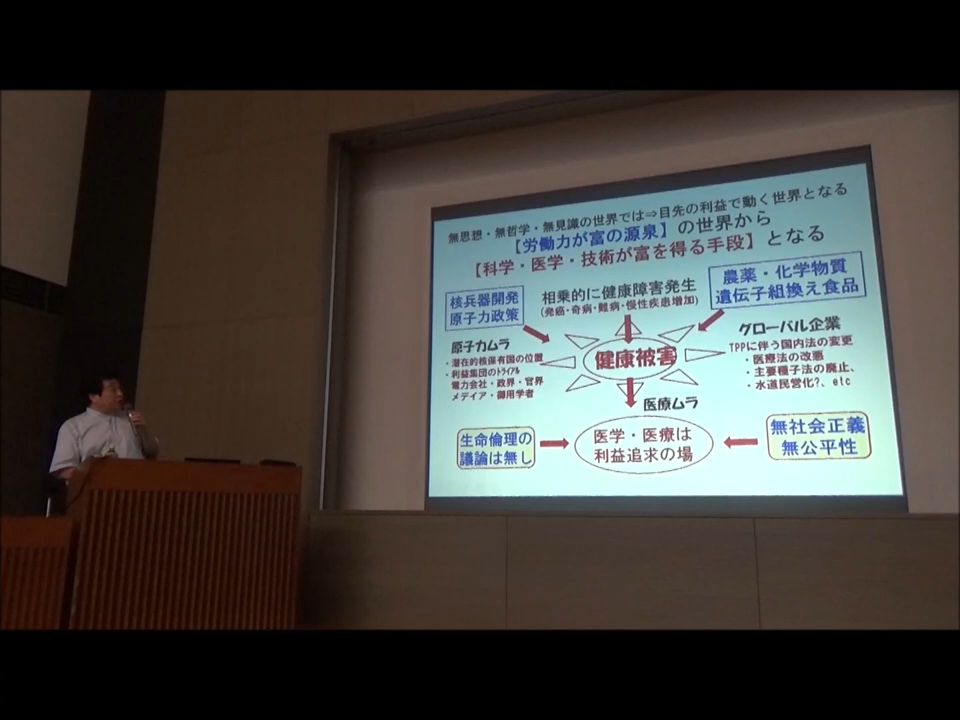 無思想・無哲学・無見識の世界では⇒目先の利益で動く世界となる
【労働力が富の源泉】の世界から
【科学・医学・技術が富を得る手段】となる
核兵器開発
原子力政策
相乗的に健康障害発生
(発癌・奇病・難病・慢性疾患増加)
農薬・化学物質
遺伝子組換え食品
原子力ムラ
・潜在的核保有国の位置
・利益集団のトライアル
電力会社・政界・官界
メデイア・御用学者
健康被害
グローバル企業
TPPに伴う国内法の変更
・医療法の改悪
・主要種子法の廃止、
・水道民営化?、etc
医療ムラ
生命倫理の
議論は無し
医学・医療は
利益追求の場
無社会正義
無公平性